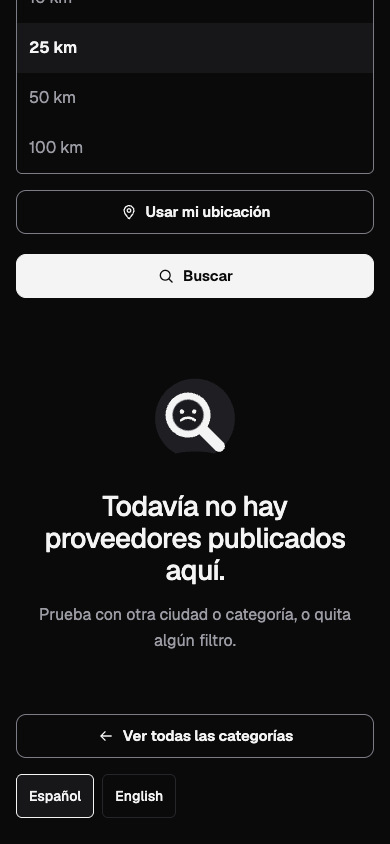 25 km
50 km
100 km
Usar mi ubicación
Buscar
Todavía no hay
proveedores publicados
aquí.
Prueba con otra ciudad o categoría, o quita
algún filtro.
Ver todas las categorías
Español English